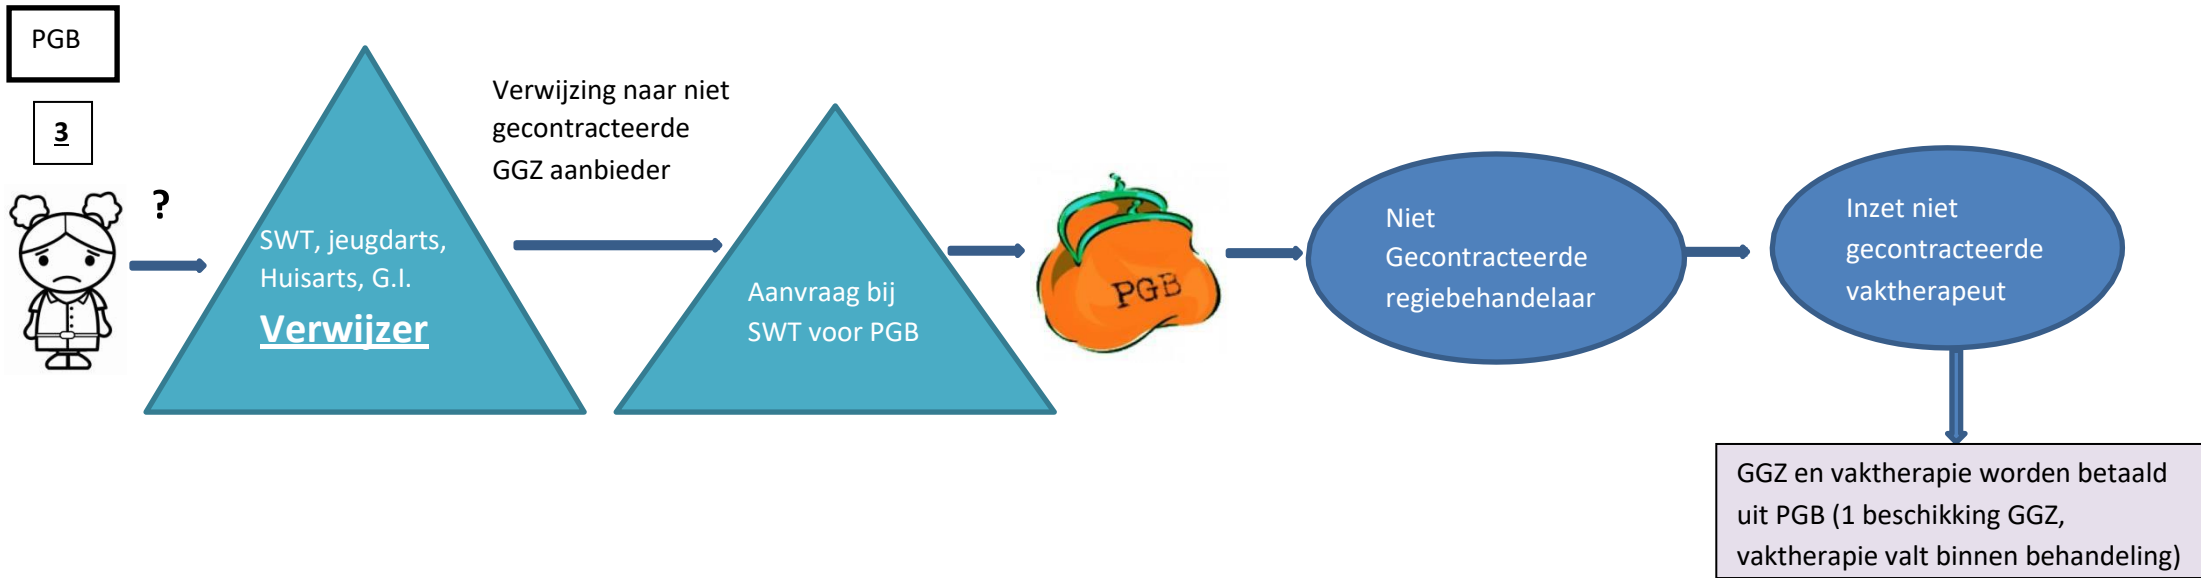 PGB
3
?
SWT, jeugdarts,
Huisarts, G.I.
Verwijzer
Verwijzing naar niet
gecontracteerde
GGZ aanbieder
Aanvraag bij
SWT voor PGB
PGB
Niet
Gecontracteerde
regiebehandelaar
Inzet niet
gecontracteerde
vaktherapeut
GGZ en vaktherapie worden betaald
uit PGB (1 beschikking GGZ,
vaktherapie valt binnen behandeling)